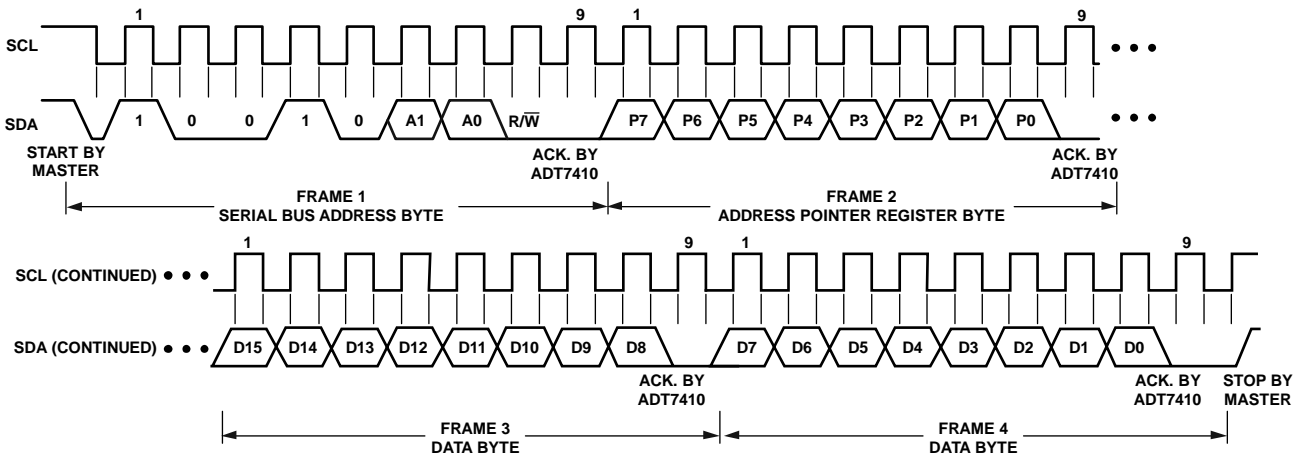 1 9 1 9
SCL
SDA 1 0 0 1 0 A1 A0 R/W̅ P7 P6 P5 P4 P3 P2 P1 P0
START BY
MASTER
ACK. BY
ADT7410
ACK. BY
ADT7410
FRAME 1
SERIAL BUS ADDRESS BYTE
FRAME 2
ADDRESS POINTER REGISTER BYTE
1 9 1 9
SCL (CONTINUED)
SDA (CONTINUED) D15 D14 D13 D12 D11 D10 D9 D8 D7 D6 D5 D4 D3 D2 D1 D0
ACK. BY
ADT7410
ACK. BY
ADT7410
STOP BY
MASTER
FRAME 3
DATA BYTE
FRAME 4
DATA BYTE